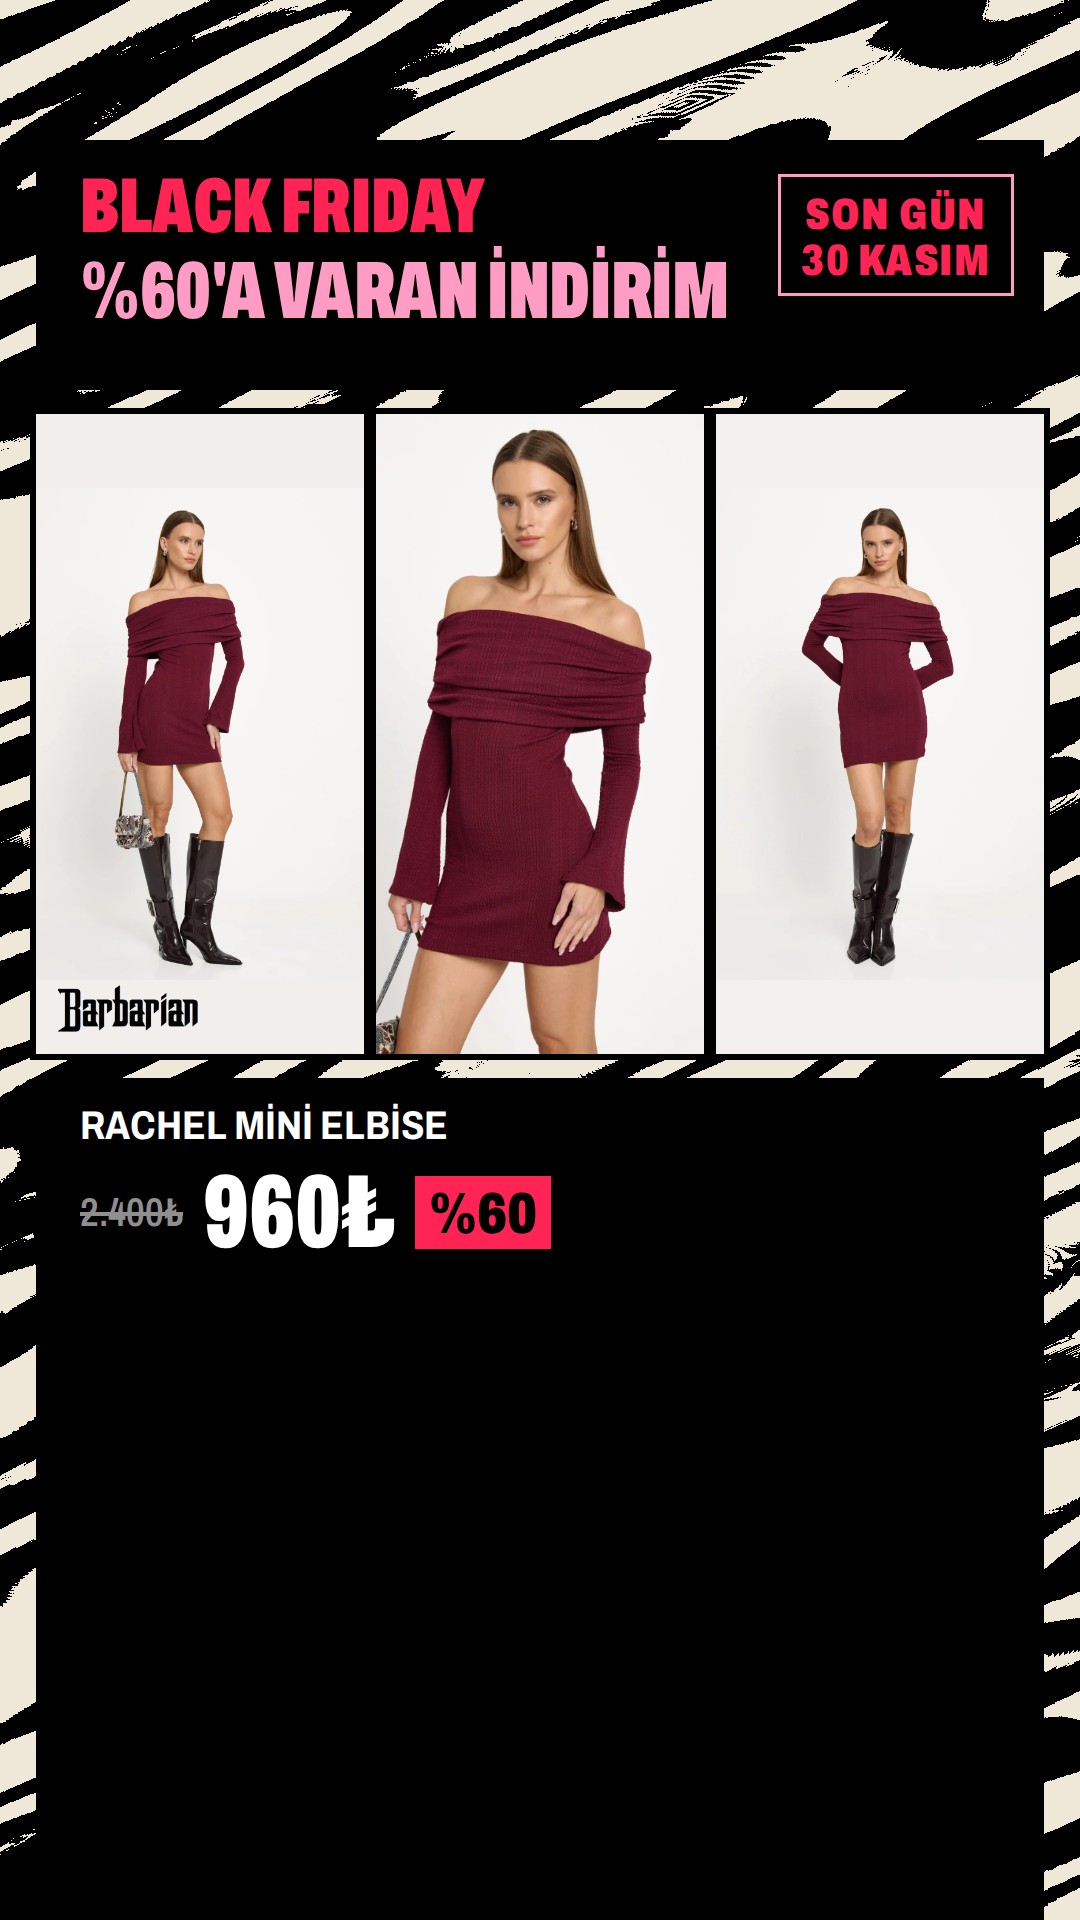 BLACK FRIDAY
%60'A VARAN İNDİRİM
SON GÜN
30 KASIM
Barbarian
RACHEL MİNİ ELBİSE
2.400₺ 960₺ %60